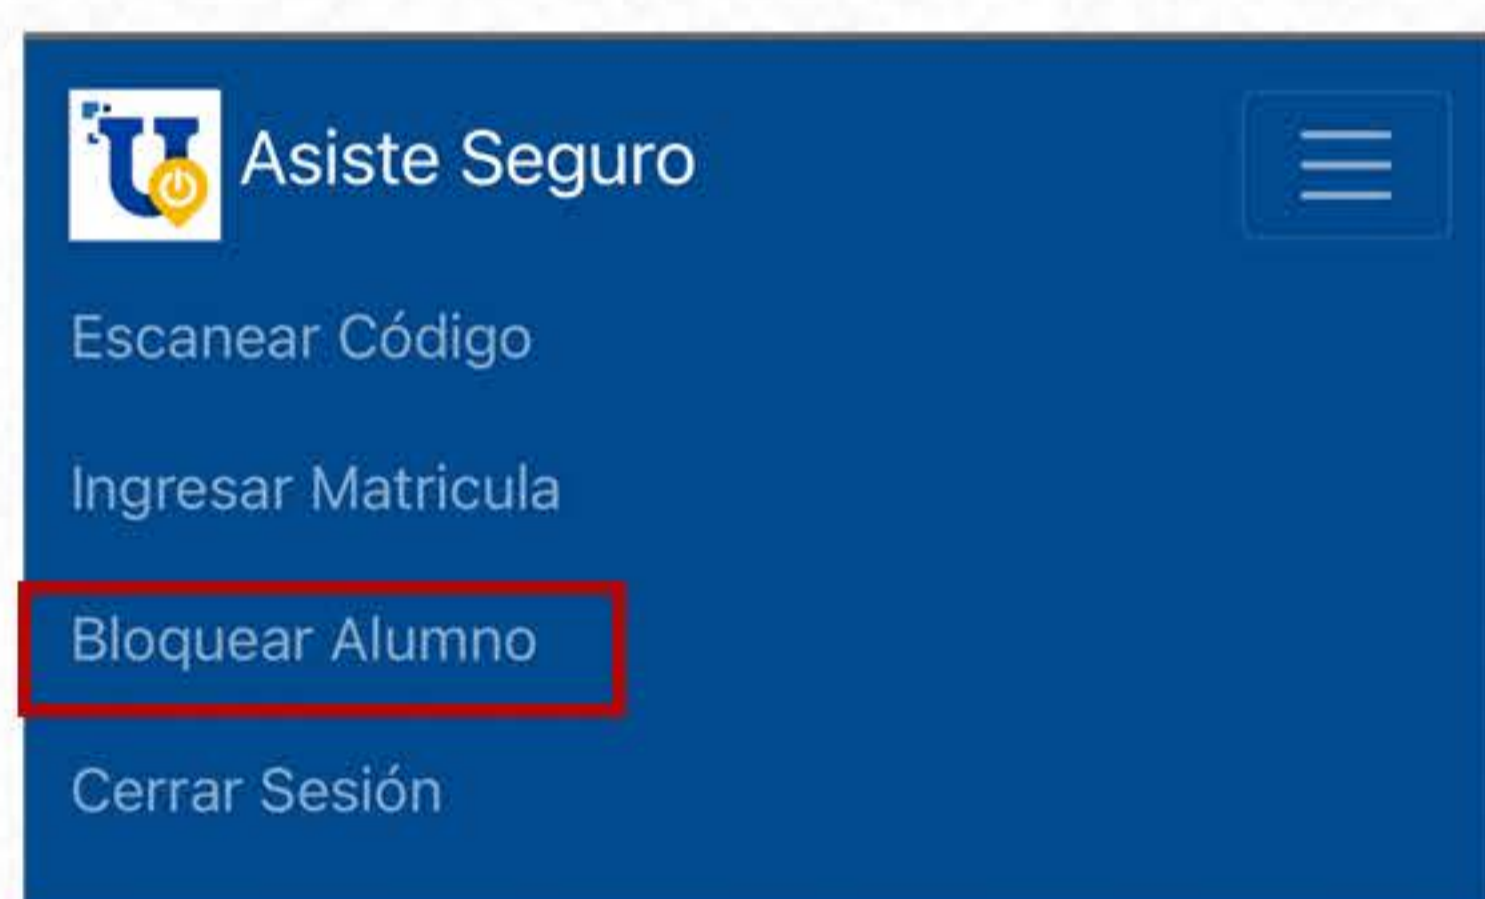 Asiste Seguro
Escanear Código
Ingresar Matricula
Bloquear Alumno
Cerrar Sesión